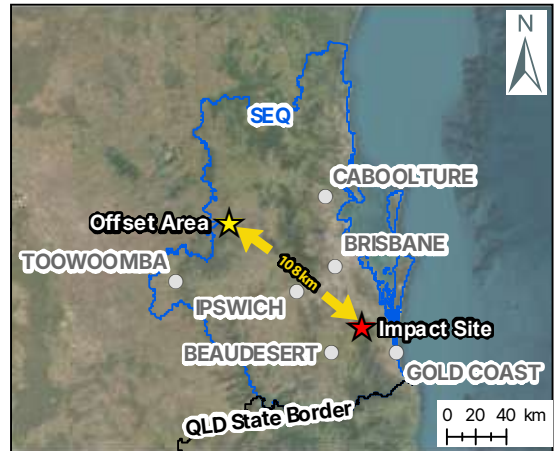 N
SEQ
CABOOLTURE
Offset Area
BRISBANE
TOOWOOMBA
108km
IPSWICH
Impact Site
BEAUDESERT
GOLD COAST
QLD State Border
0 20 40 km